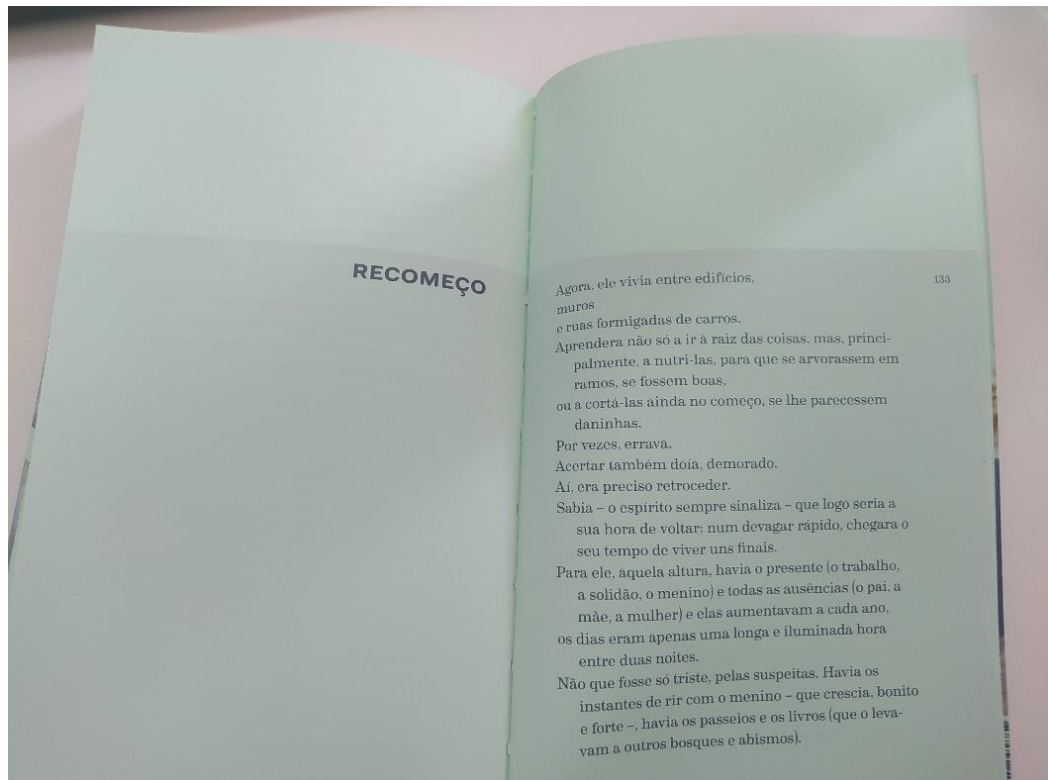 RECOMEÇO
133
Agora, ele vivia entre edifícios,
muros
e ruas formigadas de carros.
Aprendera não só a ir à raiz das coisas, mas, princi-
palmente, a nutri-las, para que se arvorassem em
ramos, se fossem boas,
ou a cortá-las ainda no começo, se lhe parecessem
daninhas.
Por vezes, errava.
Acertar também doía, demorado.
Aí, era preciso retroceder.
Sabia – o espírito sempre sinaliza – que logo seria a
sua hora de voltar; num devagar rápido, chegara o
seu tempo de viver uns finais.
Para ele, àquela altura, havia o presente (o trabalho,
a solidão, o menino) e todas as ausências (o pai, a
mãe, a mulher) e elas aumentavam a cada ano,
os dias eram apenas uma longa e iluminada hora
entre duas noites.
Não que fosse só triste, pelas suspeitas. Havia os
instantes de rir com o menino – que crescia, bonito
e forte –, havia os passeios e os livros (que o leva-
vam a outros bosques e abismos).